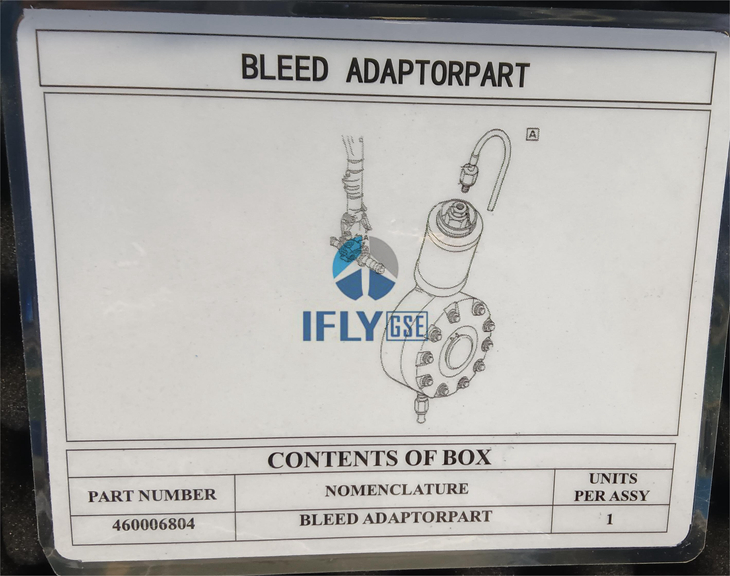 BLEED ADAPTORPART
A
IFLY GSE
CONTENTS OF BOX
PART NUMBER NOMENCLATURE UNITS PER ASSY
460006804 BLEED ADAPTORPART 1